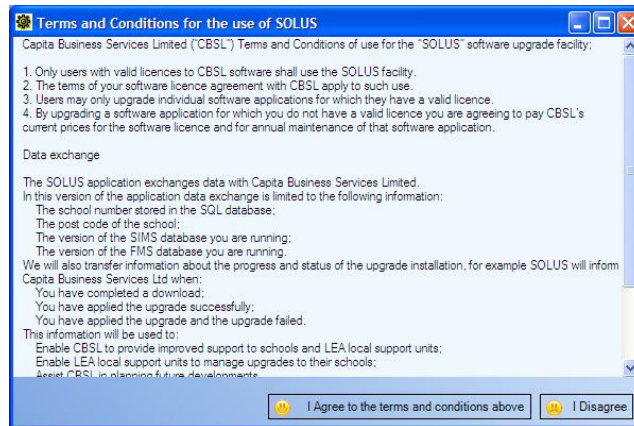 Terms and Conditions for the use of SOLUS
Capita Business Services Limited ("CBSL") Terms and Conditions of use for the "SOLUS" software upgrade facility;
1. Only users with valid licences to CBSL software shall use the SOLUS facility.
2. The terms of your software licence agreement with CBSL apply to such use.
3. Users may only upgrade individual software applications for which they have a valid licence.
4. By upgrading a software application for which you do not have a valid licence you are agreeing to pay CBSL's
current prices for the software licence and for annual maintenance of that software application.
Data exchange
The SOLUS application exchanges data with Capita Business Services Limited.
In this version of the application data exchange is limited to the following information:
The school number stored in the SQL database;
The post code of the school;
The version of the SIMS database you are running;
The version of the FMS database you are running.
We will also transfer information about the progress and status of the upgrade installation, for example SOLUS will inform
Capita Business Services Ltd when:
You have completed a download;
You have applied the upgrade successfully;
You have applied the upgrade and the upgrade failed.
This information will be used to:
Enable CBSL to provide improved support to schools and LEA local support units;
Enable LEA local support units to manage upgrades to their schools;
Assist CBSL in planning future developments
I Agree to the terms and conditions above
I Disagree